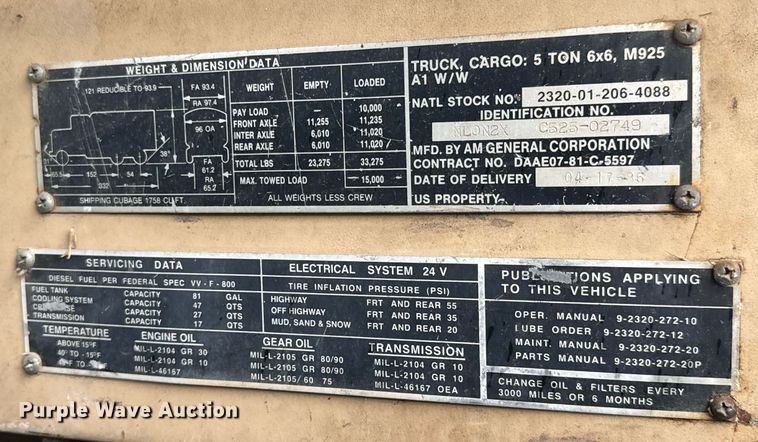 WEIGHT & DIMENSION DATA
121 REDUCIBLE TO 93.9
FA 93.4
RA 97.4
96 OA
38°
31°
65.5 152 54
332
FA
61.2
RA
65.2
SHIPPING CUBAGE 1758 CU.FT.
WEIGHT EMPTY LOADED
PAY LOAD — 10,000
FRONT AXLE 11,255 11,235
INTER AXLE 6,010 11,020
REAR AXLE 6,010 11,020
TOTAL LBS 23,275 33,275
MAX. TOWED LOAD — 15,000
ALL WEIGHTS LESS CREW
TRUCK, CARGO: 5 TON 6x6, M925
A1 W/W
NATL STOCK NO. 2320-01-206-4088
IDENTIFICATION NO.
NL0N2X C523-02749
MFD. BY AM GENERAL CORPORATION
CONTRACT NO. DAAE07-81-C-5597
DATE OF DELIVERY 04-17-86
US PROPERTY
SERVICING DATA
DIESEL FUEL PER FEDERAL SPEC VV-F-800
FUEL TANK CAPACITY 81 GAL
COOLING SYSTEM CAPACITY 47 QTS
CAPACITY 27 QTS
TRANSMISSION CAPACITY 17 QTS
ELECTRICAL SYSTEM 24 V
TIRE INFLATION PRESSURE (PSI)
HIGHWAY FRT AND REAR 55
OFF HIGHWAY FRT AND REAR 35
MUD, SAND & SNOW FRT AND REAR 20
TEMPERATURE ENGINE OIL GEAR OIL TRANSMISSION
ABOVE 15°F MIL-L-2104 GR 30 MIL-L-2105 GR 80/90 MIL-L-2104 GR 10
40° TO -15°F MIL-L-2104 GR 10 MIL-L-2105 GR 80/90 MIL-L-2104 GR 10
MIL-L-46167 MIL-L-2105/60 75 MIL-L-46167 OEA
PUBLICATIONS APPLYING
TO THIS VEHICLE
OPER. MANUAL 9-2320-272-10
LUBE ORDER 9-2320-272-12
MAINT. MANUAL 9-2320-272-20
PARTS MANUAL 9-2320-272-20P
CHANGE OIL & FILTERS EVERY
3000 MILES OR 6 MONTHS
Purple Wave Auction